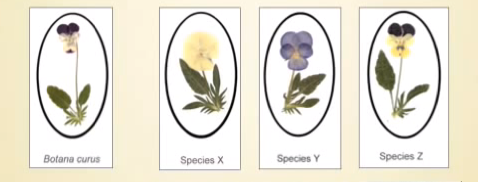 Botana curus
Species X
Species Y
Species Z